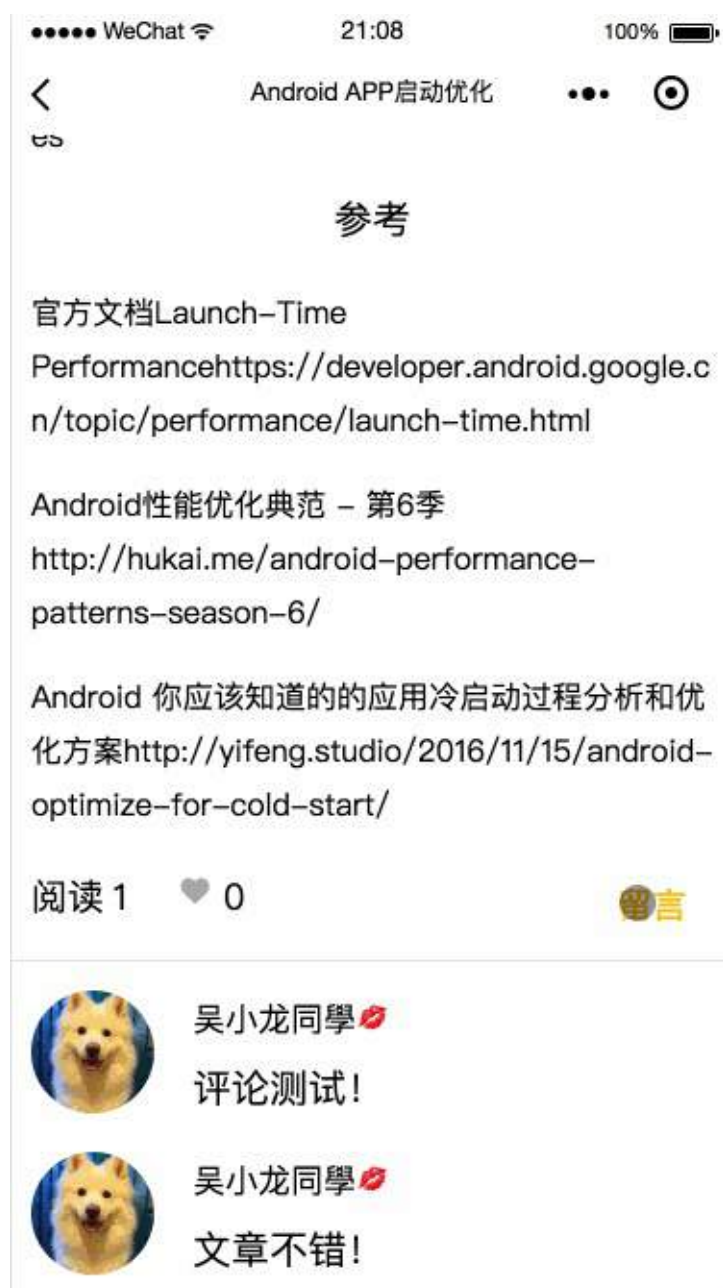 WeChat 21:08 100%
Android APP启动优化
es
参考
官方文档Launch-Time
Performancehttps://developer.android.google.c
n/topic/performance/launch-time.html
Android性能优化典范 - 第6季
http://hukai.me/android-performance-
patterns-season-6/
Android 你应该知道的的应用冷启动过程分析和优
化方案http://yifeng.studio/2016/11/15/android-
optimize-for-cold-start/
阅读 1 0 留言
吴小龙同學💋
评论测试!
吴小龙同學💋
文章不错!